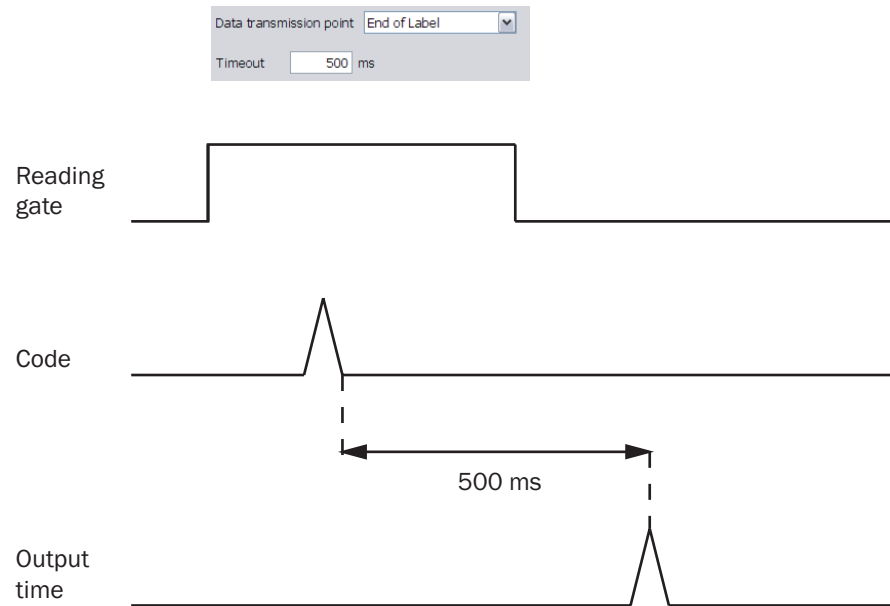 Data transmission point End of Label
Timeout 500 ms
Reading
gate
Code
500 ms
Output
time